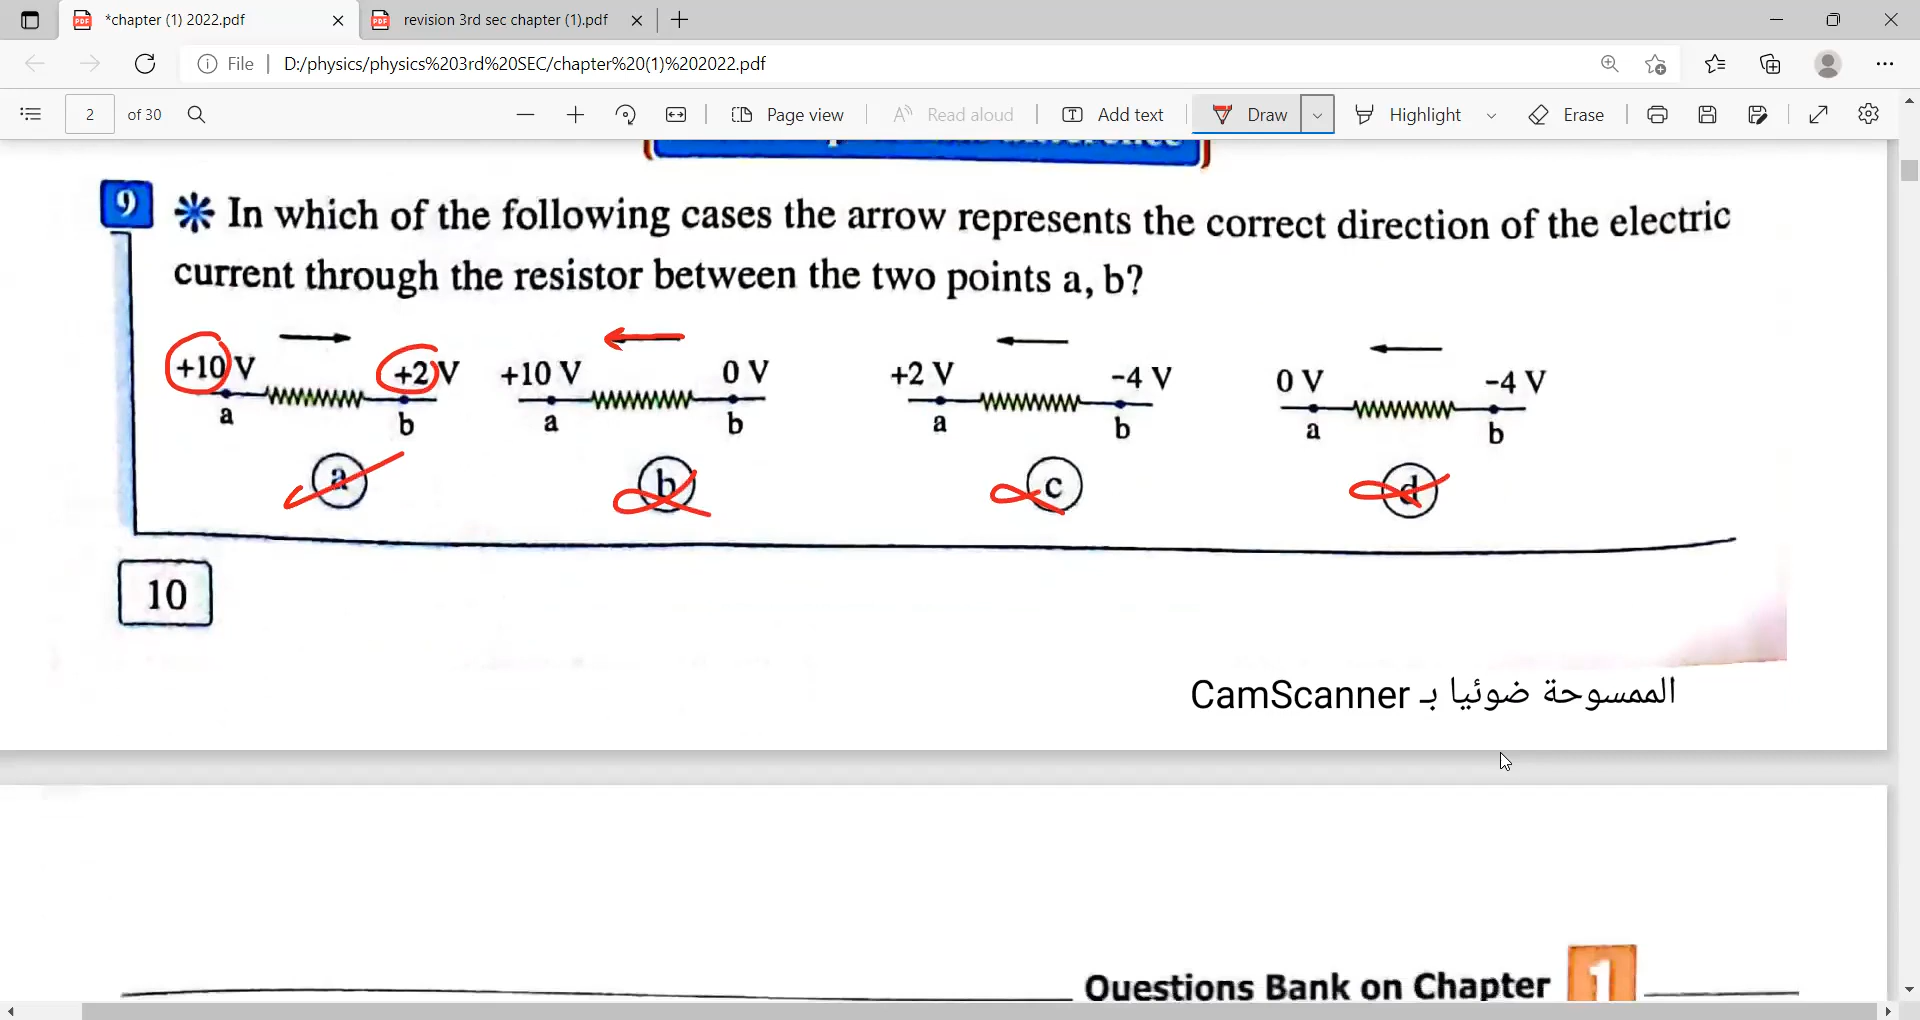 *chapter (1) 2022.pdf
revision 3rd sec chapter (1).pdf
File
D:/physics/physics%203rd%20SEC/chapter%20(1)%202022.pdf
2 of 30
Page view
Read aloud
Add text
Draw
Highlight
Erase
9 In which of the following cases the arrow represents the correct direction of the electric
current through the resistor between the two points a, b?
+10 V +2 V +10 V 0 V +2 V -4 V 0 V -4 V
a b a b a b a b
a b c d
10
الممسوحة ضوئيا بـ CamScanner
Questions Bank on Chapter 1